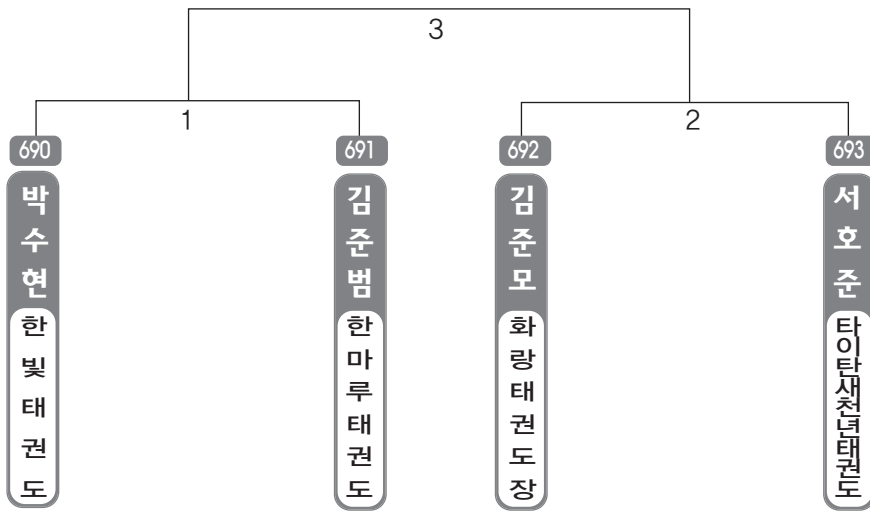 3
1
2
690
691
692
693
박수현
김준범
김준모
서호준
한빛태권도
한마루태권도
화랑태권도장
타이탄새천년태권도